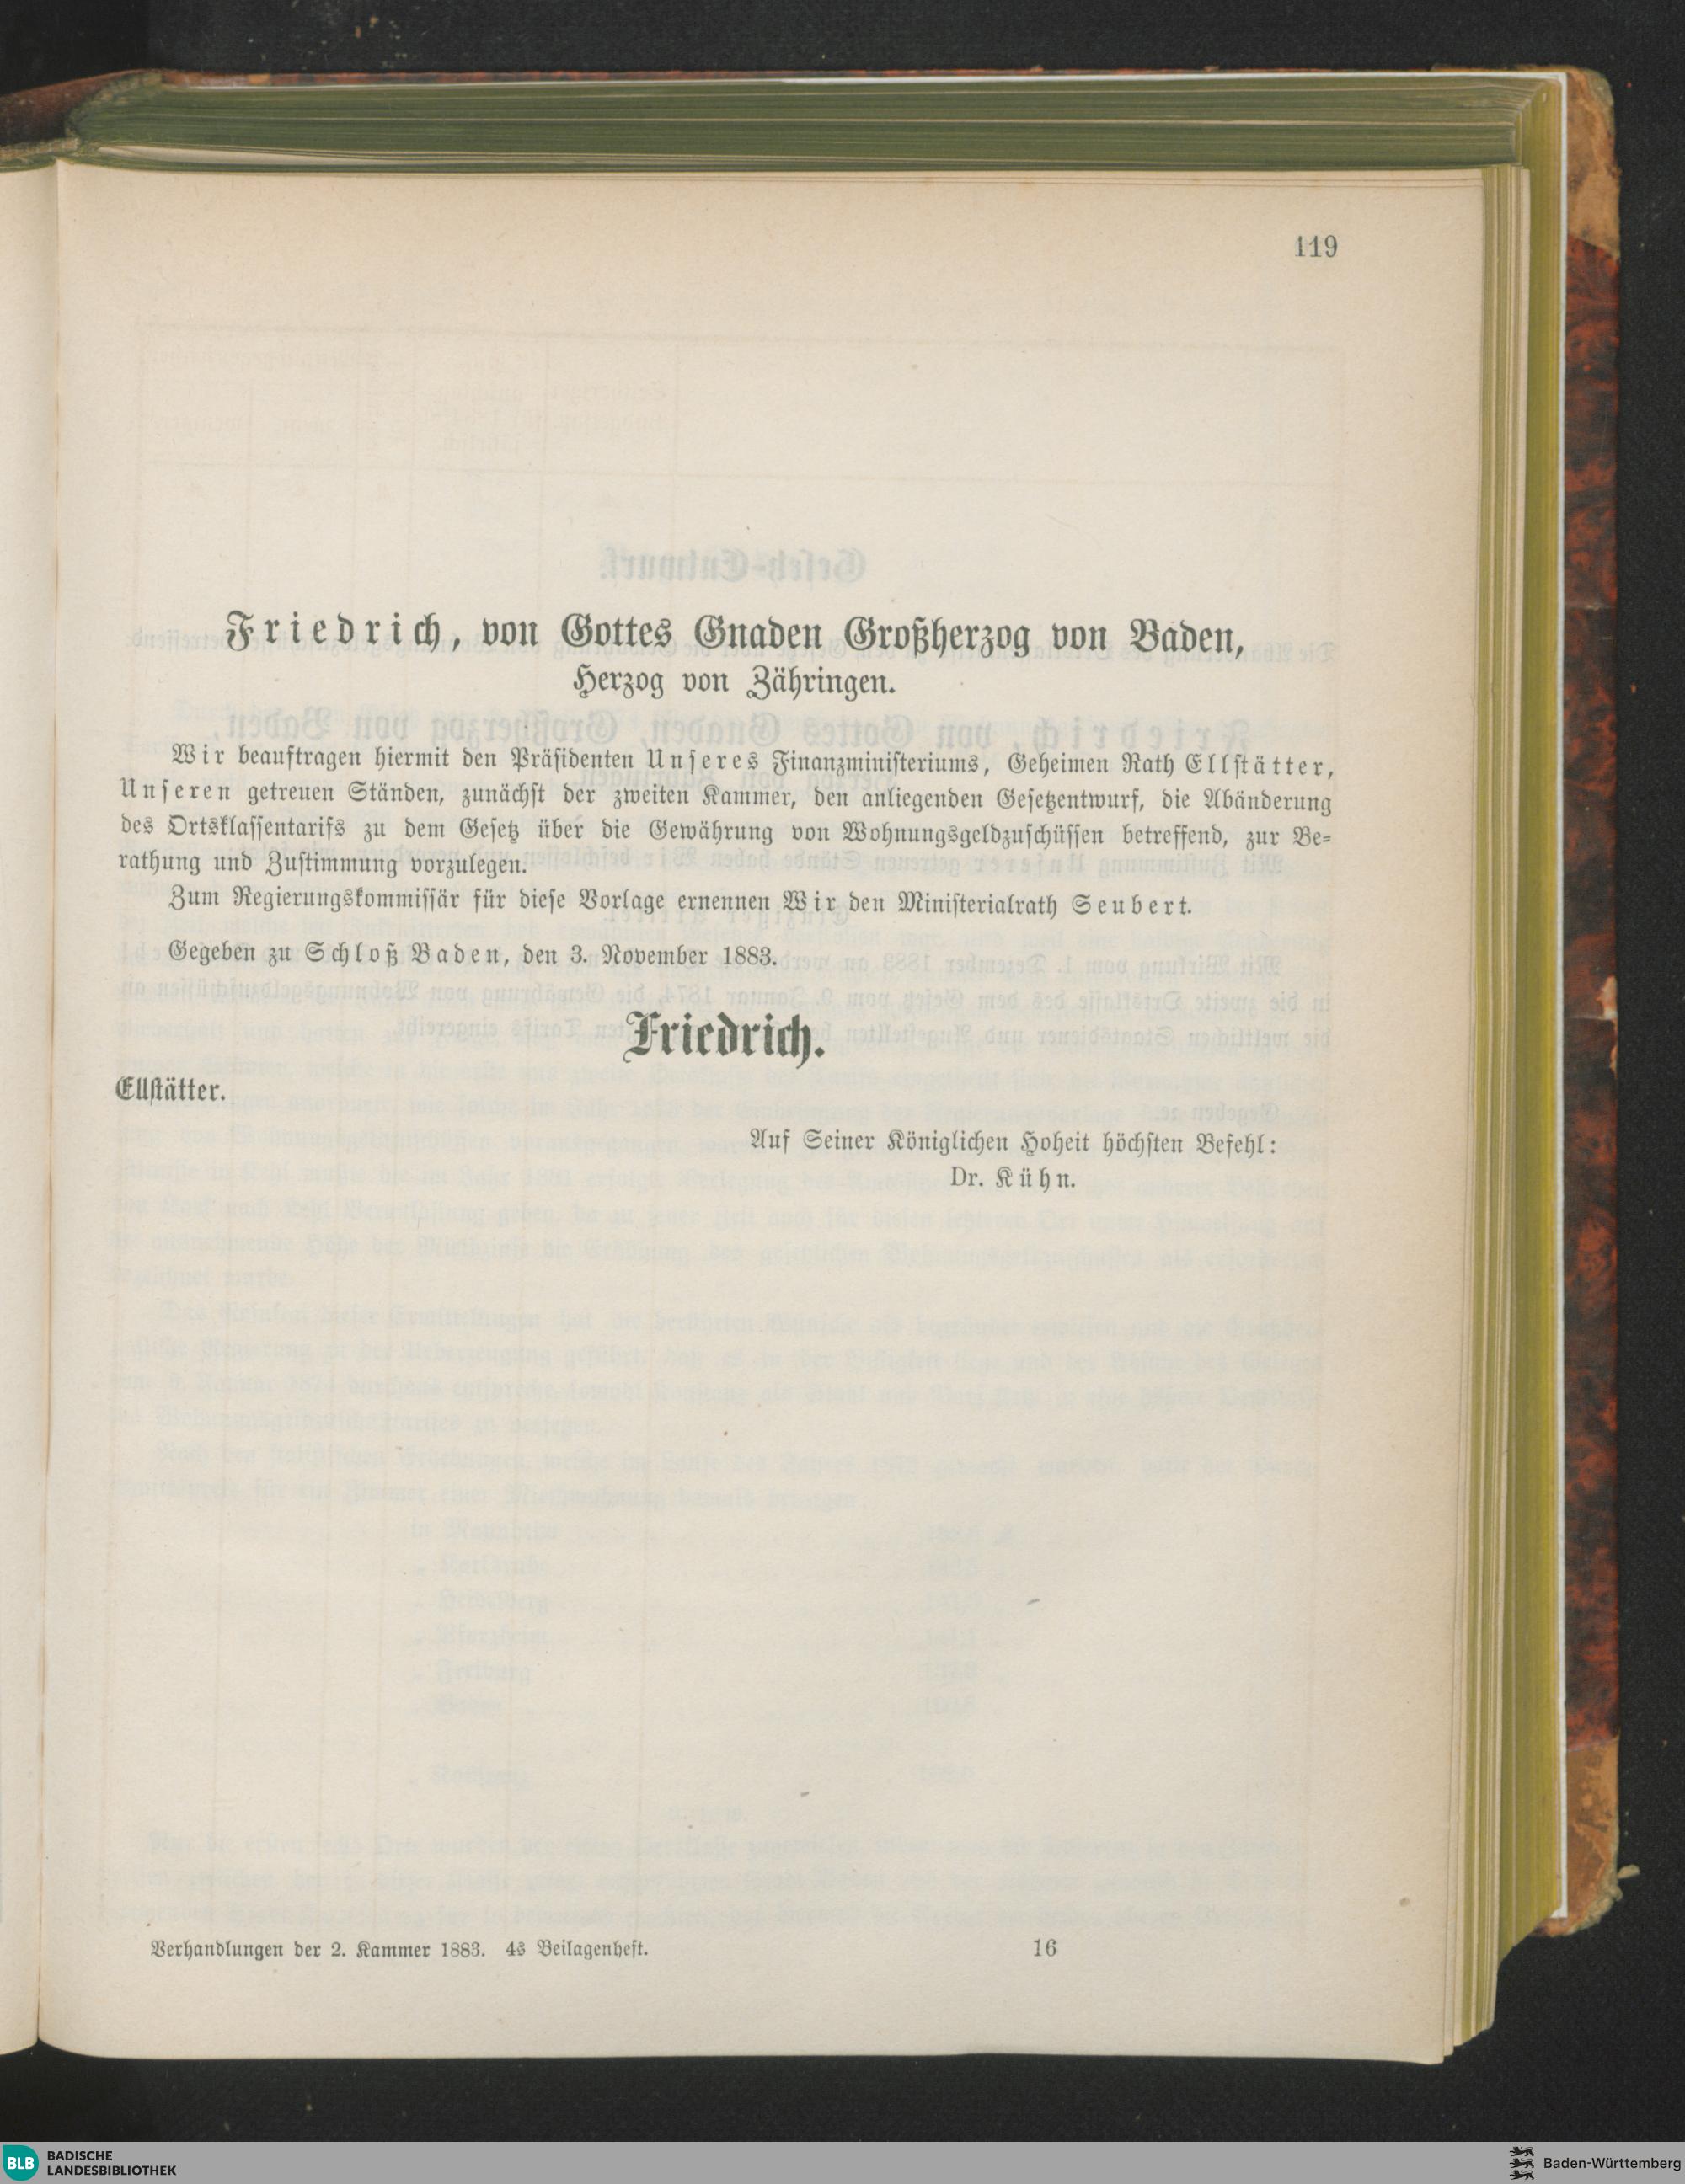 119
Friedrich, von Gottes Gnaden Großherzog von Baden,
Herzog von Zähringen.
Wir beauftragen hiermit den Präsidenten Unseres Finanzministeriums, Geheimen Rath Ellstätter,
Unseren getreuen Ständen, zunächst der zweiten Kammer, den anliegenden Gesetzentwurf, die Abänderung
des Ortsklassentarifs zu dem Gesetz über die Gewährung von Wohnungsgeldzuschüssen betreffend, zur Be-
rathung und Zustimmung vorzulegen.
Zum Regierungskommissär für diese Vorlage ernennen Wir den Ministerialrath Seubert.
Gegeben zu Schloß Baden, den 3. November 1883.
Friedrich.
Ellstätter.
Auf Seiner Königlichen Hoheit höchsten Befehl:
Dr. Kühn.
Verhandlungen der 2. Kammer 1883. 4s Beilagenheft. 16
BLB BADISCHE
LANDESBIBLIOTHEK
Baden-Württemberg